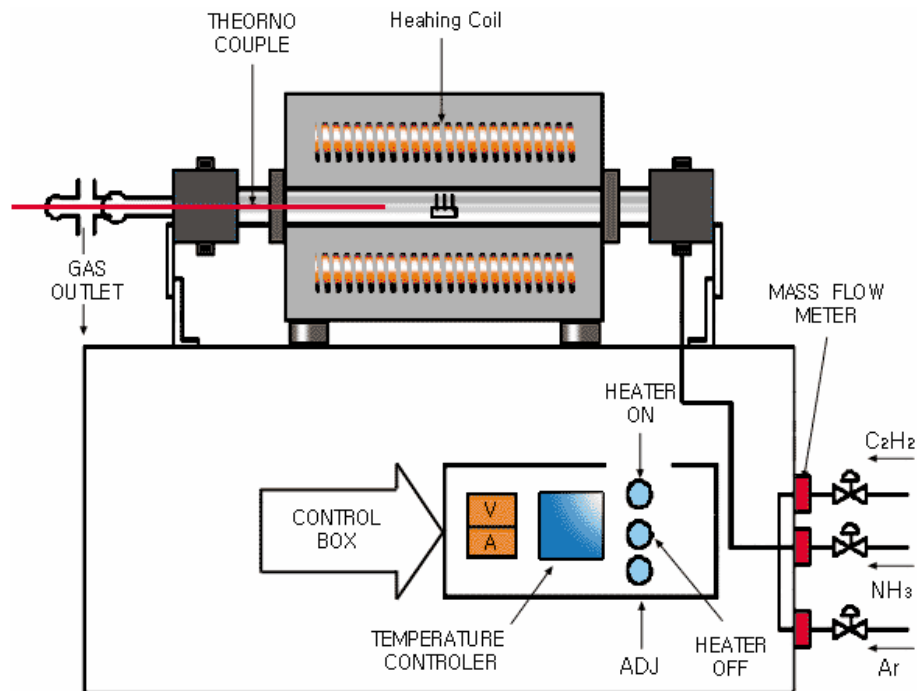 THEORNO
COUPLE
Heahing Coil
GAS
OUTLET
MASS FLOW
METER
HEATER
ON
C₂H₂
CONTROL
BOX
V
A
NH₃
TEMPERATURE
CONTROLER
ADJ
HEATER
OFF
Ar